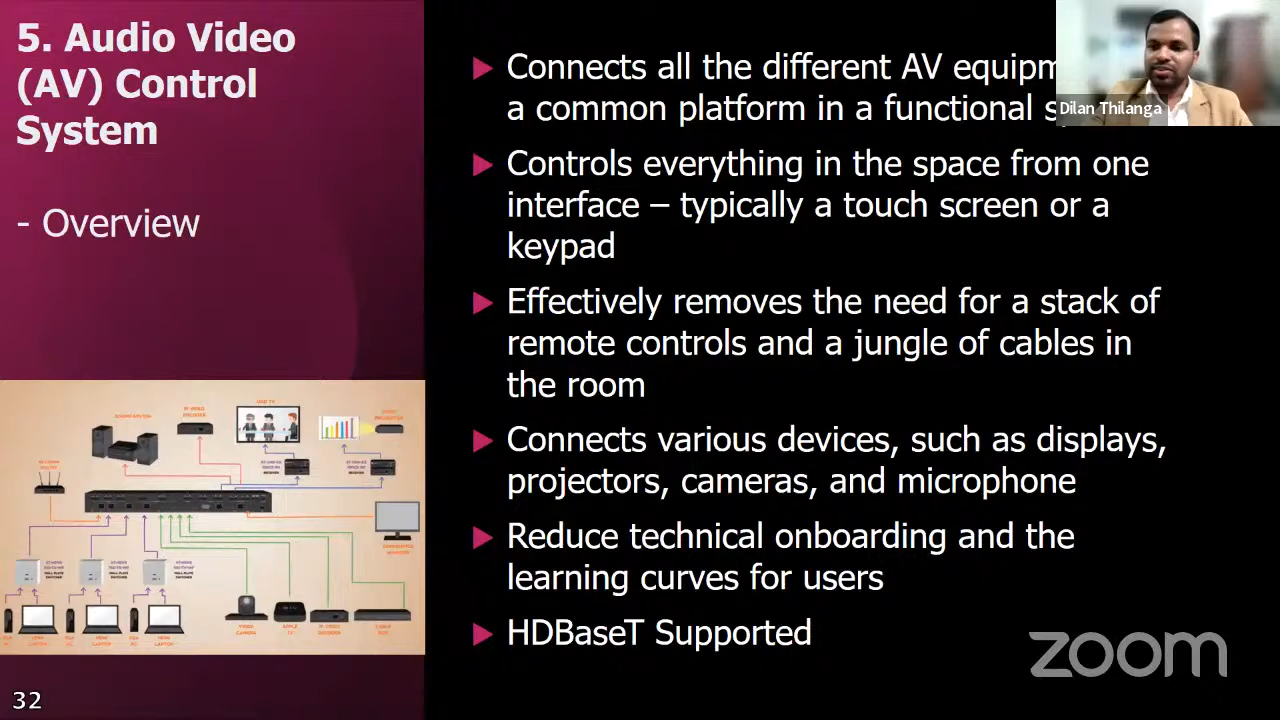 5. Audio Video
(AV) Control
System
- Overview
Connects all the different AV
a common platform in a functional
Controls everything in the space from one
interface – typically a touch screen or a
keypad
Effectively removes the need for a stack of
remote controls and a jungle of cables in
the room
Connects various devices, such as displays,
projectors, cameras, and microphone
Reduce technical onboarding and the
learning curves for users
HDBaseT Supported
Dilan Thilanga
zoom
32